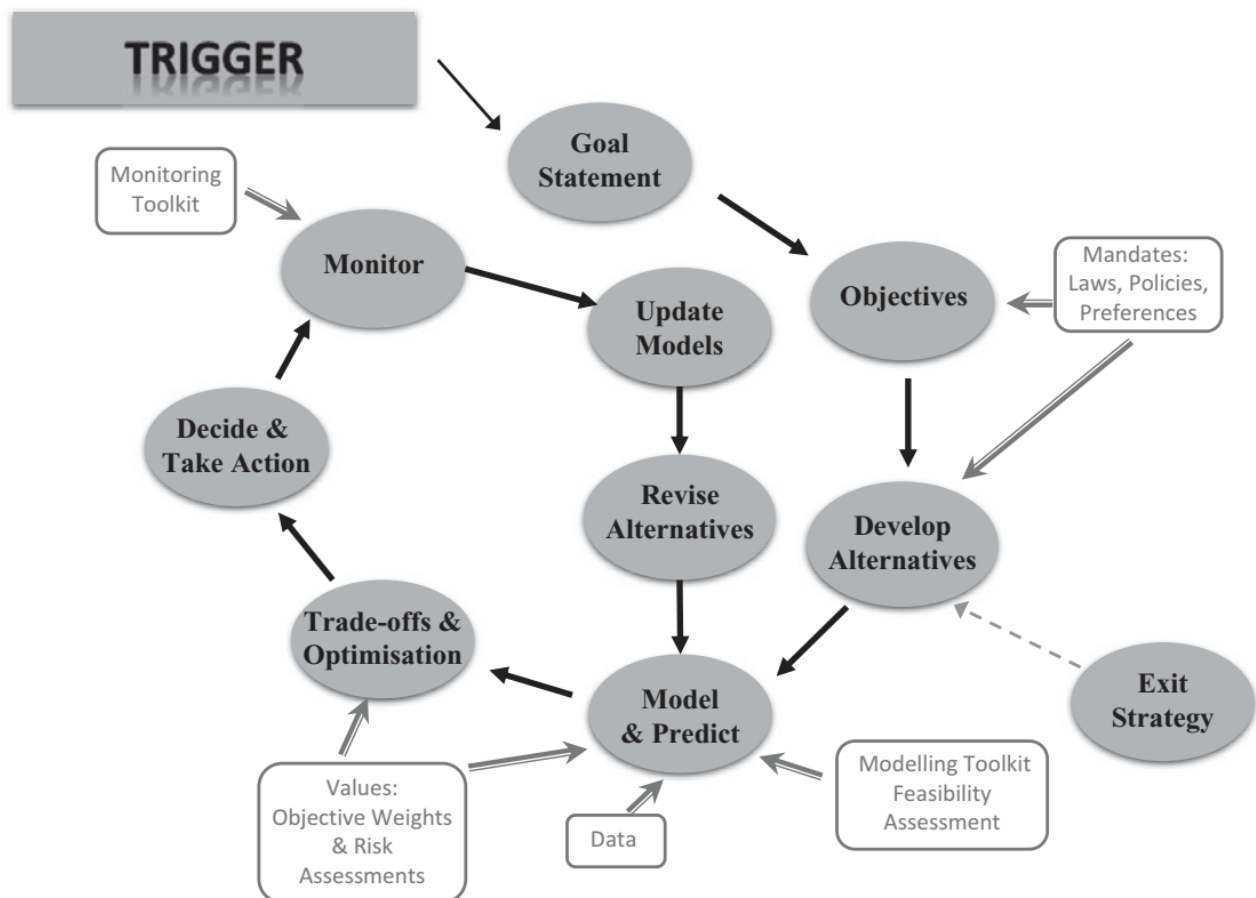 TRIGGER
Goal
Statement
Monitoring
Toolkit
Monitor
Objectives
Mandates:
Laws, Policies,
Preferences
Update
Models
Decide &
Take Action
Revise
Alternatives
Develop
Alternatives
Trade-offs &
Optimisation
Model
& Predict
Exit
Strategy
Values:
Objective Weights
& Risk
Assessments
Data
Modelling Toolkit
Feasibility
Assessment